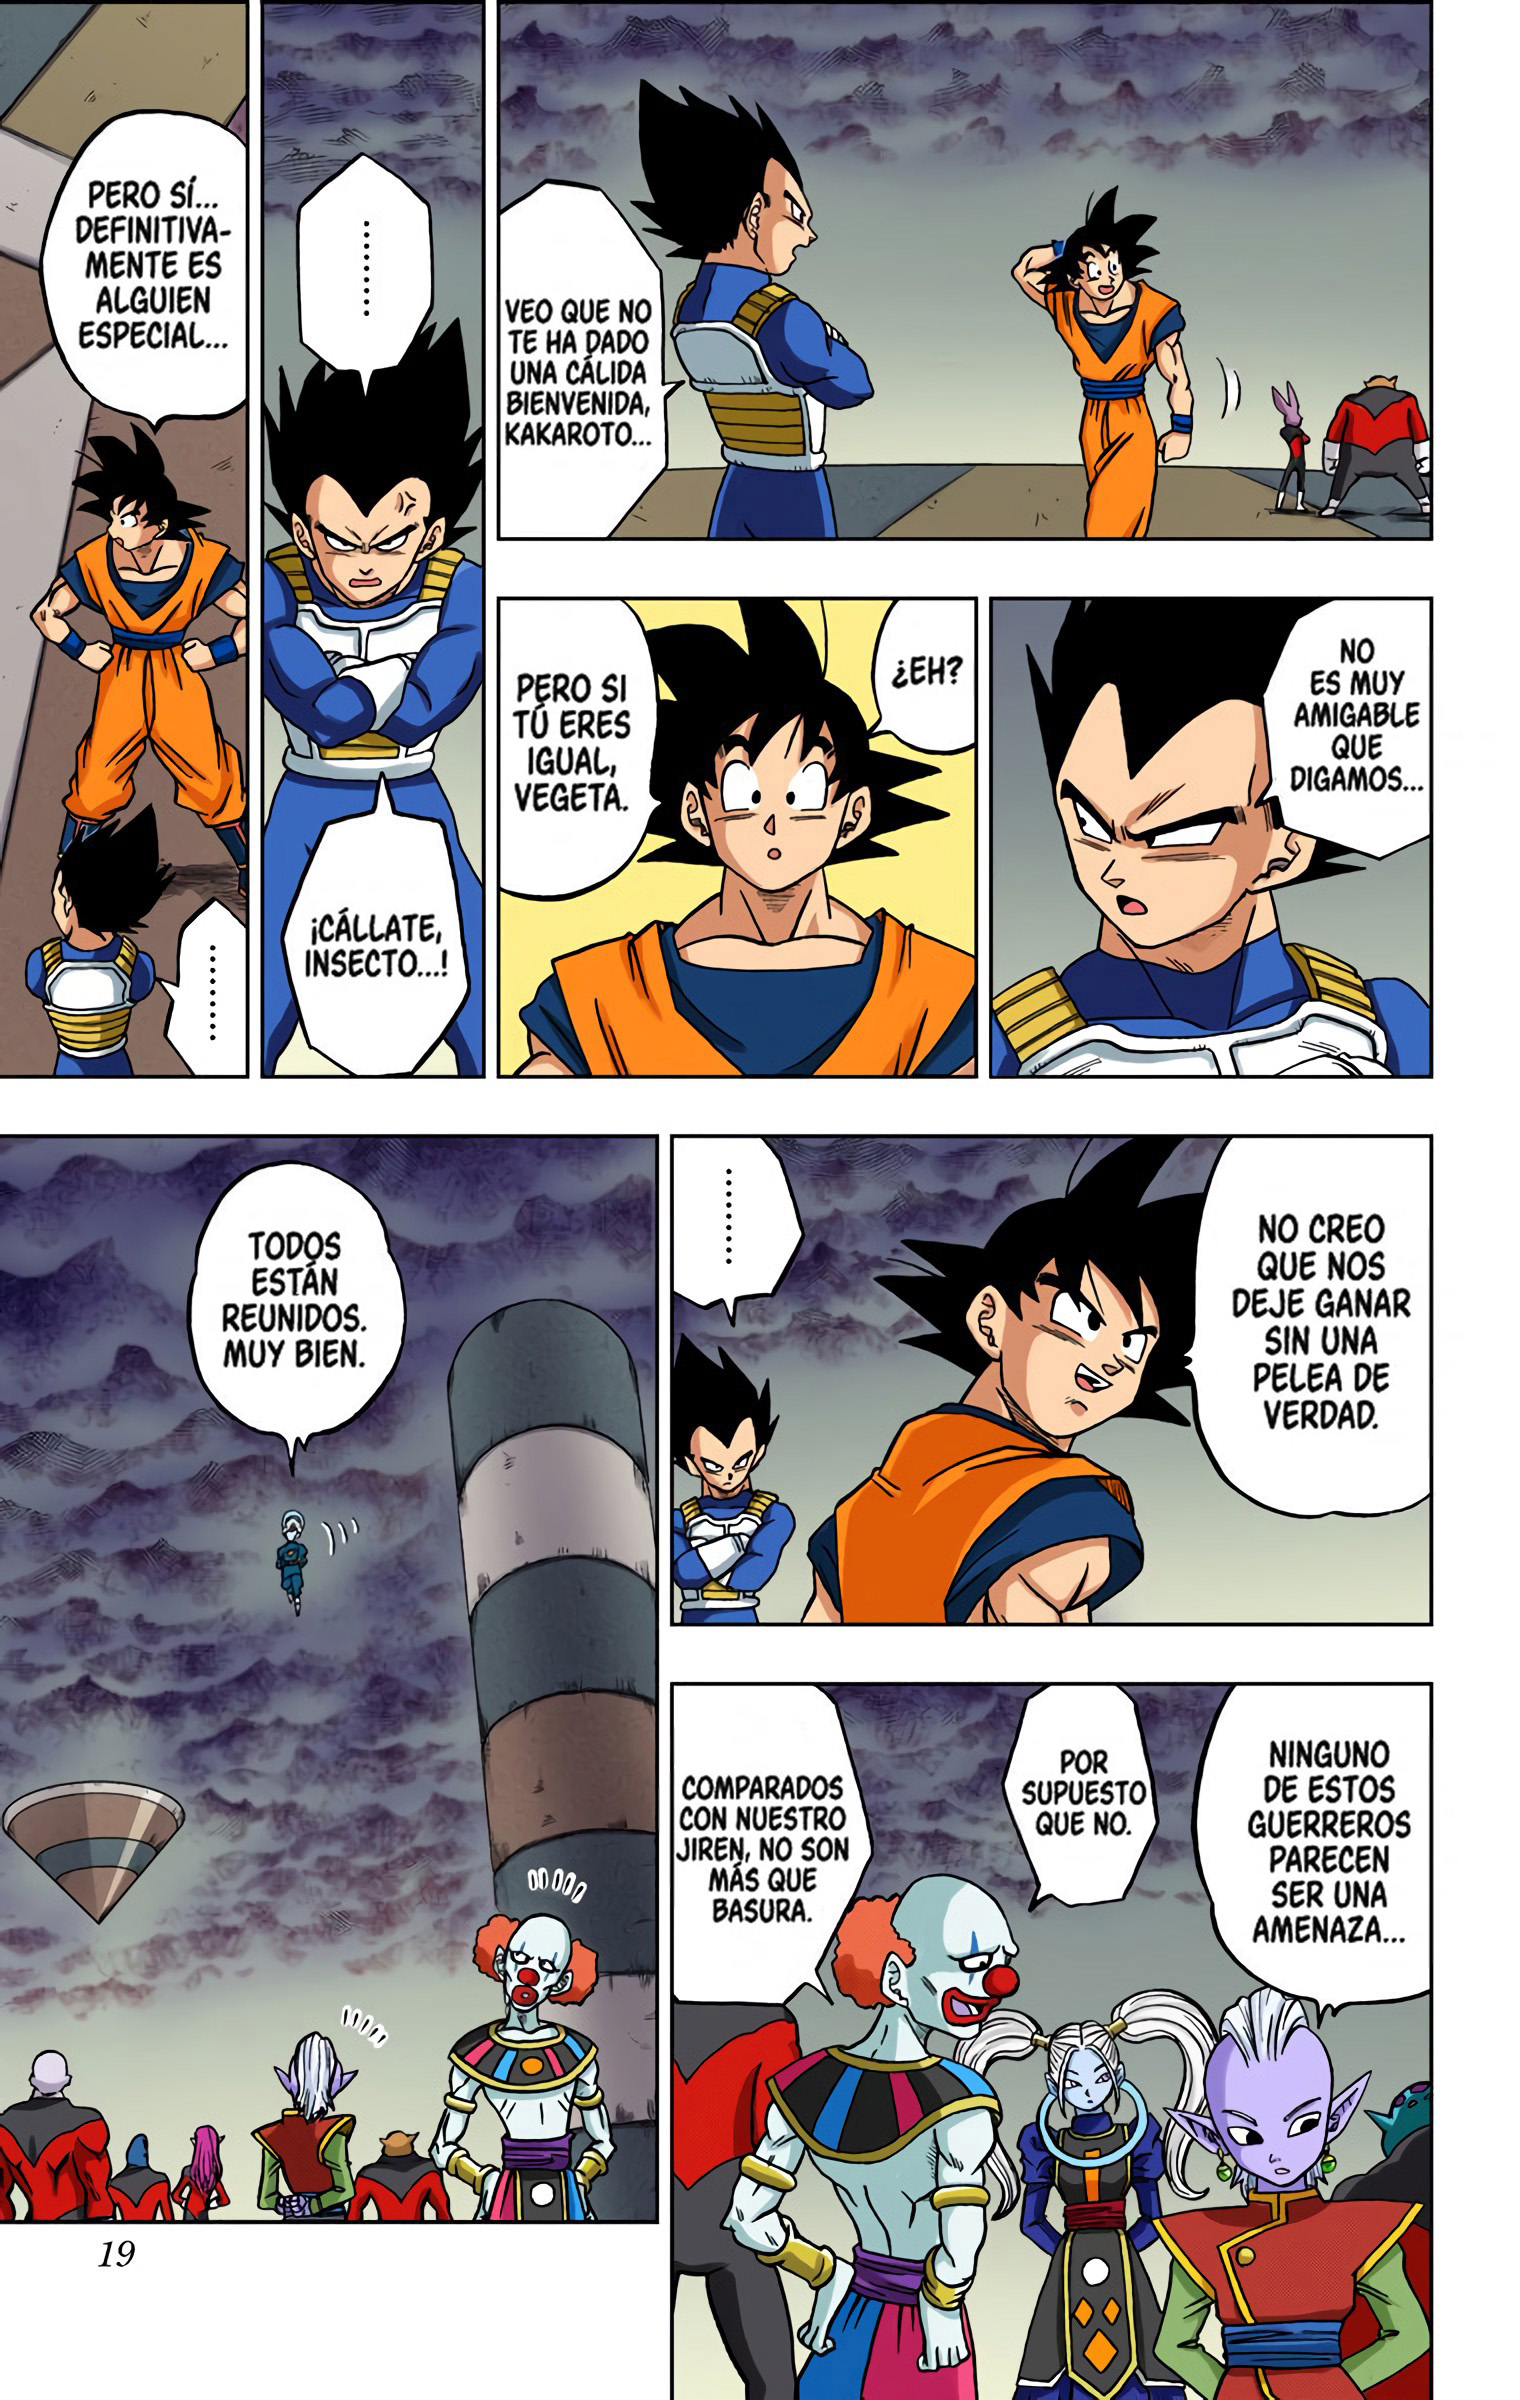 VEO QUE NO
TE HA DADO
UNA CÁLIDA
BIENVENIDA,
KAKAROTO...
NO
ES MUY
AMIGABLE
QUE
DIGAMOS...
¿EH?
PERO SI
TÚ ERES
IGUAL,
VEGETA.
........
¡CÁLLATE,
INSECTO...!
PERO SÍ...
DEFINITIVA-
MENTE ES
ALGUIEN
ESPECIAL...
........
NO CREO
QUE NOS
DEJE GANAR
SIN UNA
PELEA DE
VERDAD.
........
NINGUNO
DE ESTOS
GUERREROS
PARECEN
SER UNA
AMENAZA...
POR
SUPUESTO
QUE NO.
COMPARADOS
CON NUESTRO
JIREN, NO SON
MÁS QUE
BASURA.
TODOS
ESTÁN
REUNIDOS.
MUY BIEN.
19